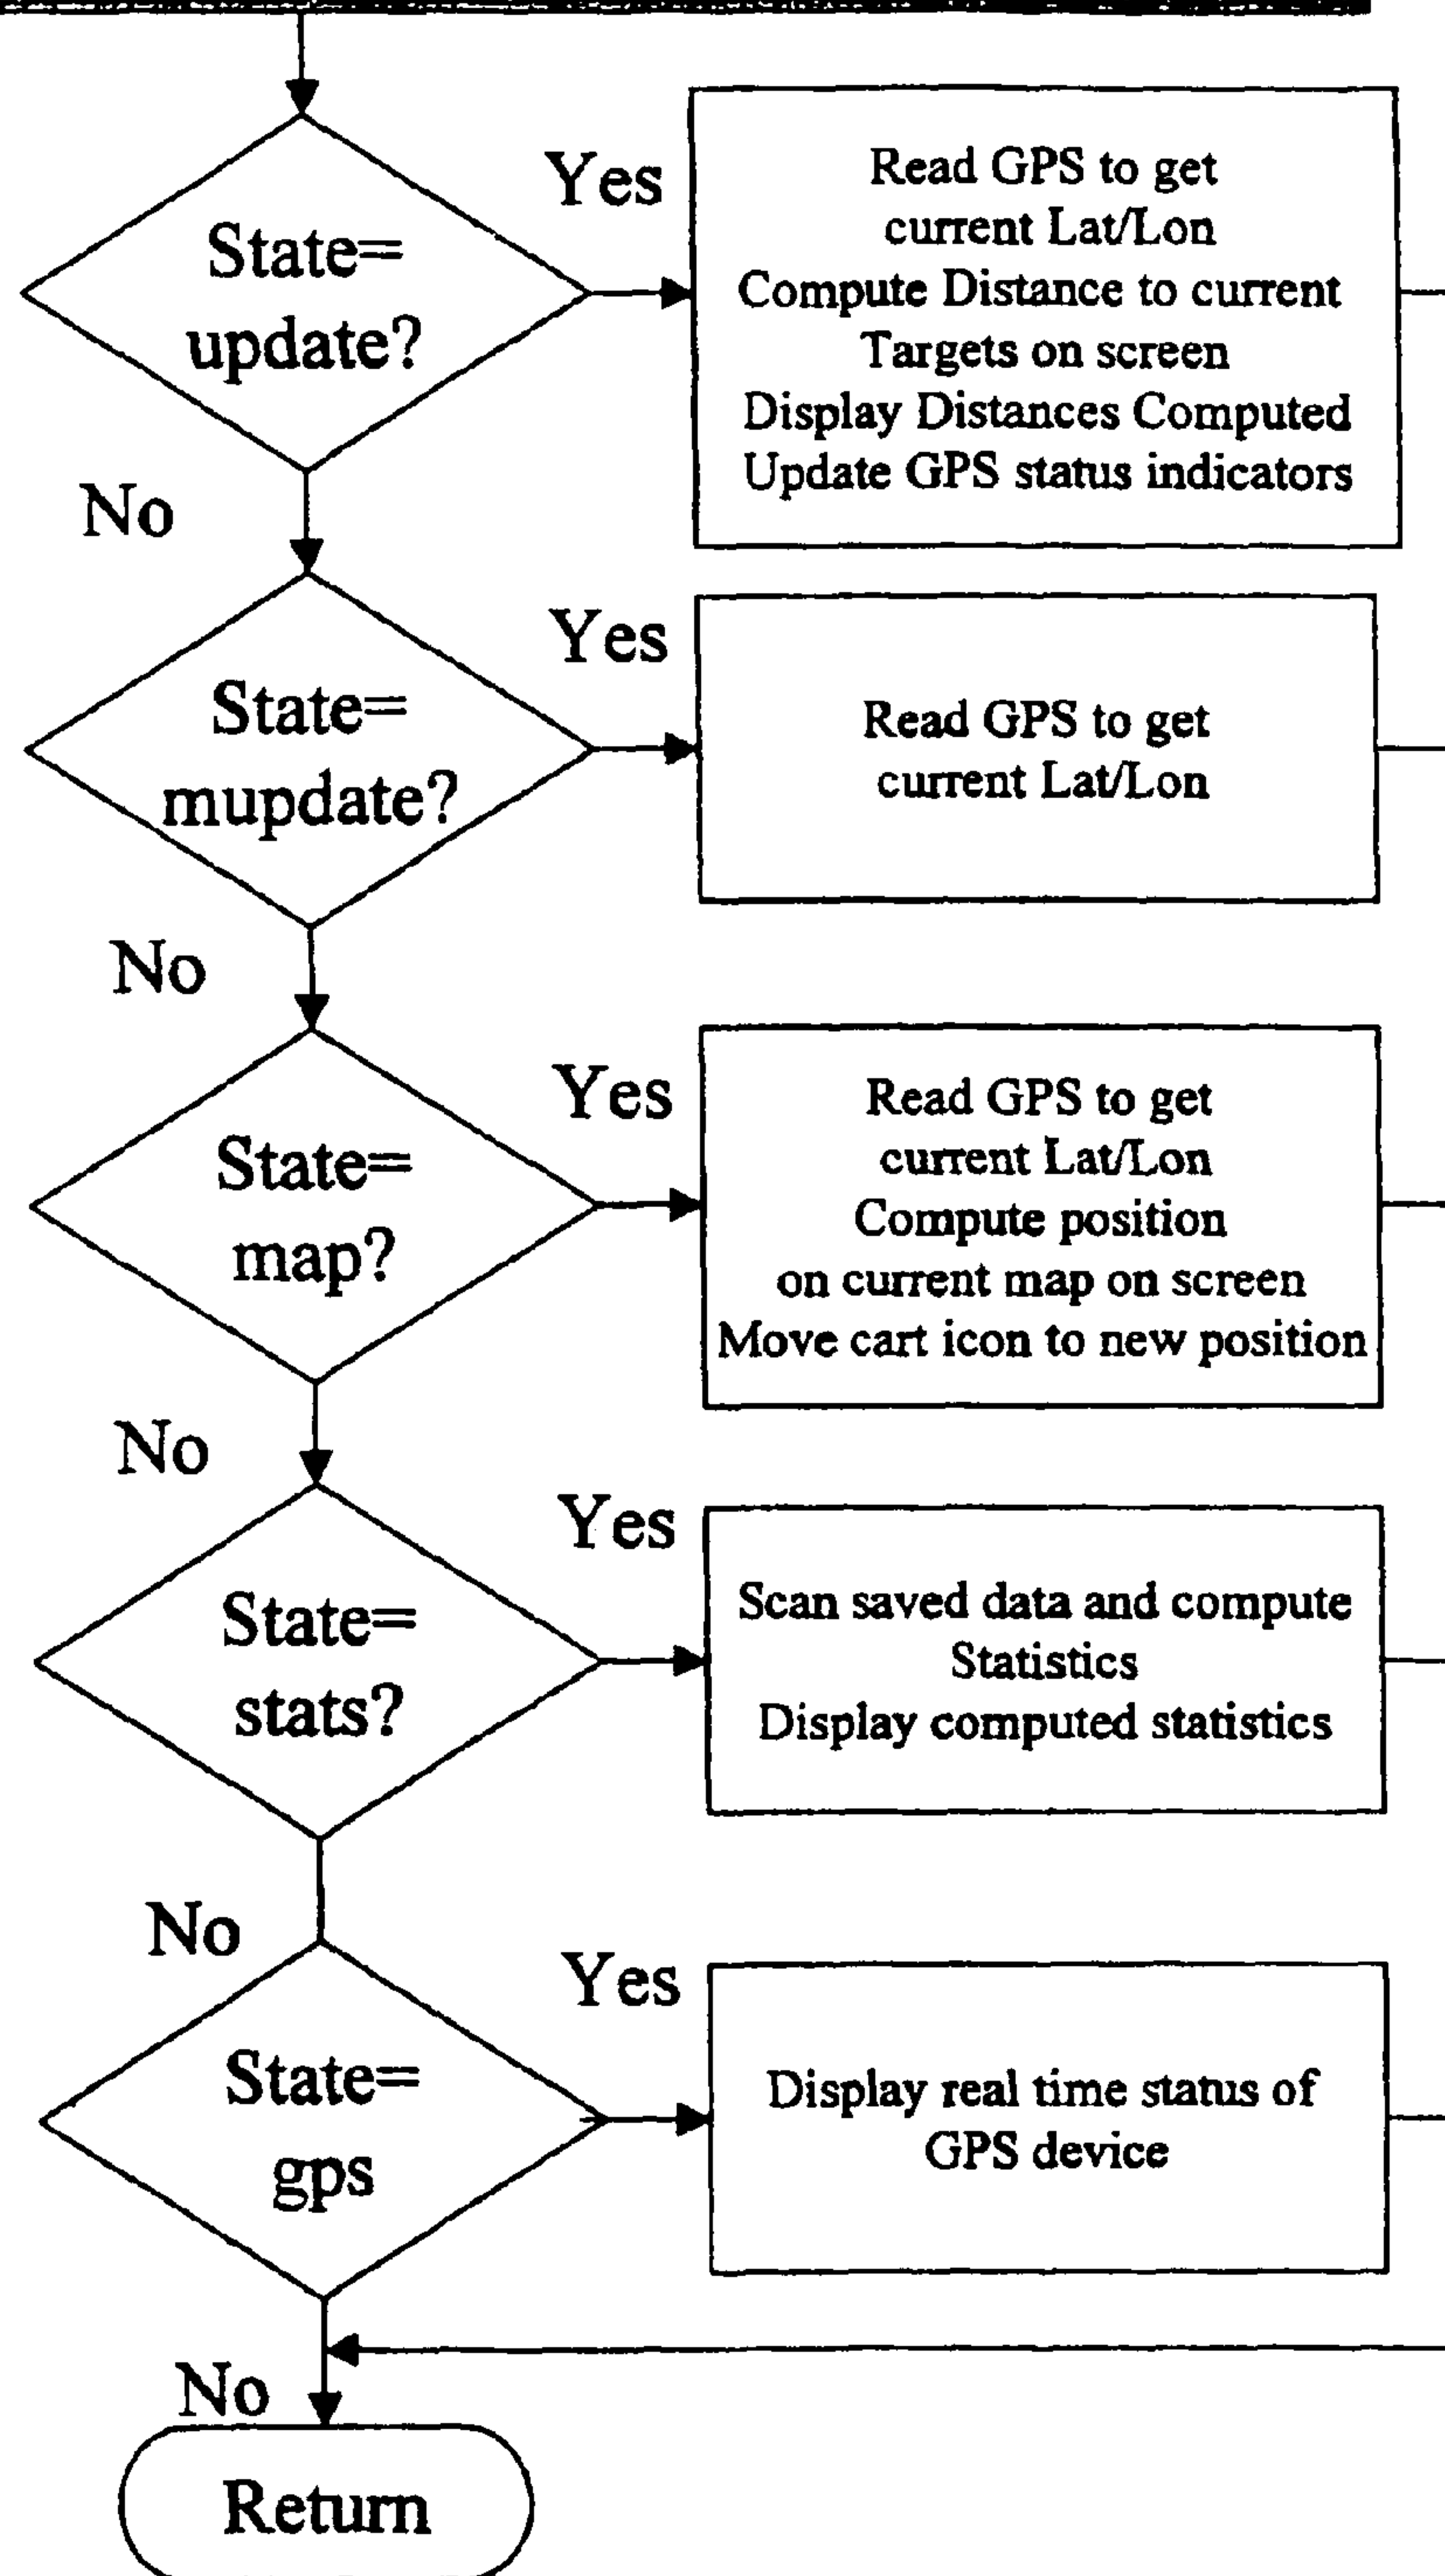 State=
update?
Yes
Read GPS to get
current Lat/Lon
Compute Distance to current
Targets on screen
Display Distances Computed
Update GPS status indicators
No
State=
mupdate?
Yes
Read GPS to get
current Lat/Lon
No
State=
map?
Yes
Read GPS to get
current Lat/Lon
Compute position
on current map on screen
Move cart icon to new position
No
State=
stats?
Yes
Scan saved data and compute
Statistics
Display computed statistics
No
State=
gps
Yes
Display real time status of
GPS device
No
Return